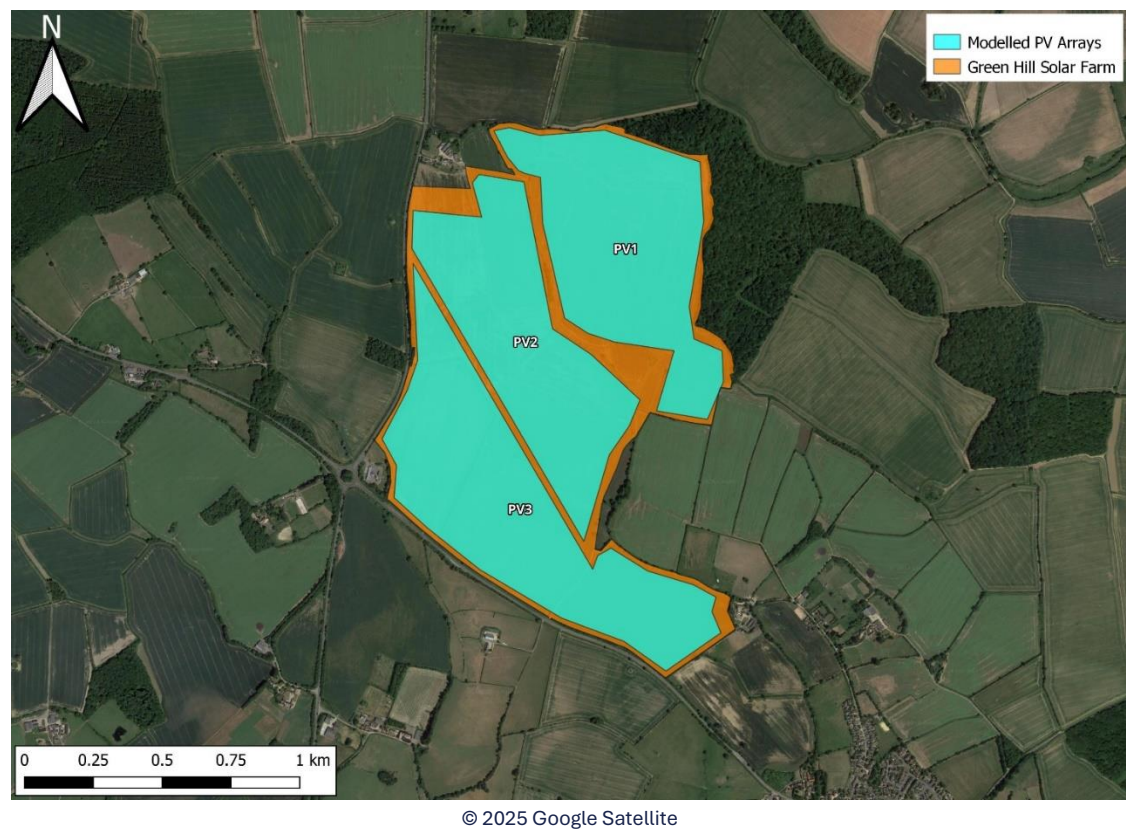 N
Modelled PV Arrays
Green Hill Solar Farm
PV1
PV2
PV3
0 0.25 0.5 0.75 1 km
© 2025 Google Satellite